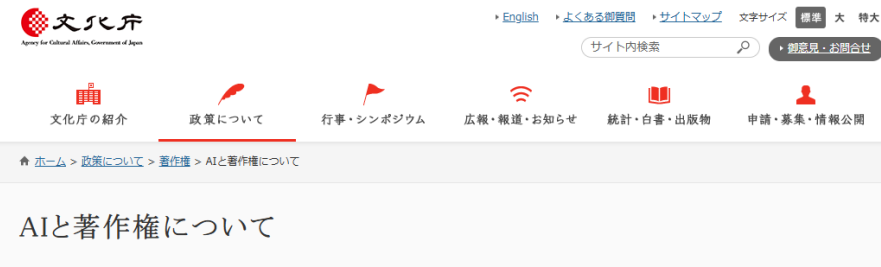 文化庁
Agency for Cultural Affairs, Government of Japan
English よくある御質問 サイトマップ 文字サイズ 標準 大 特大
サイト内検索 御意見・お問合せ
文化庁の紹介 政策について 行事・シンポジウム 広報・報道・お知らせ 統計・白書・出版物 申請・募集・情報公開
ホーム > 政策について > 著作権 > AIと著作権について
AIと著作権について